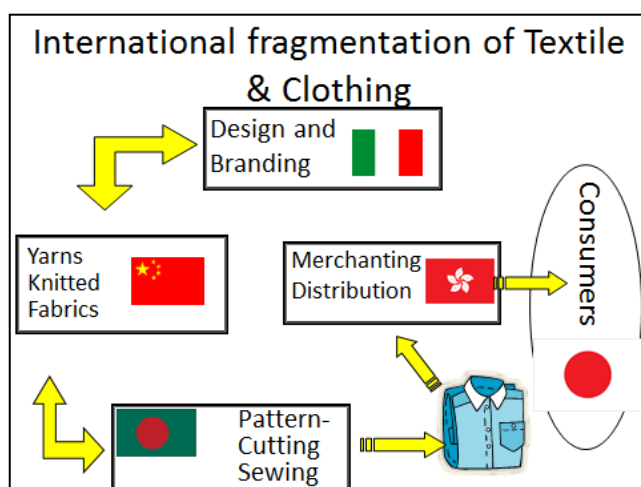 International fragmentation of Textile
& Clothing
Design and
Branding
Yarns
Knitted
Fabrics
Merchanting
Distribution
Consumers
Pattern-
Cutting
Sewing